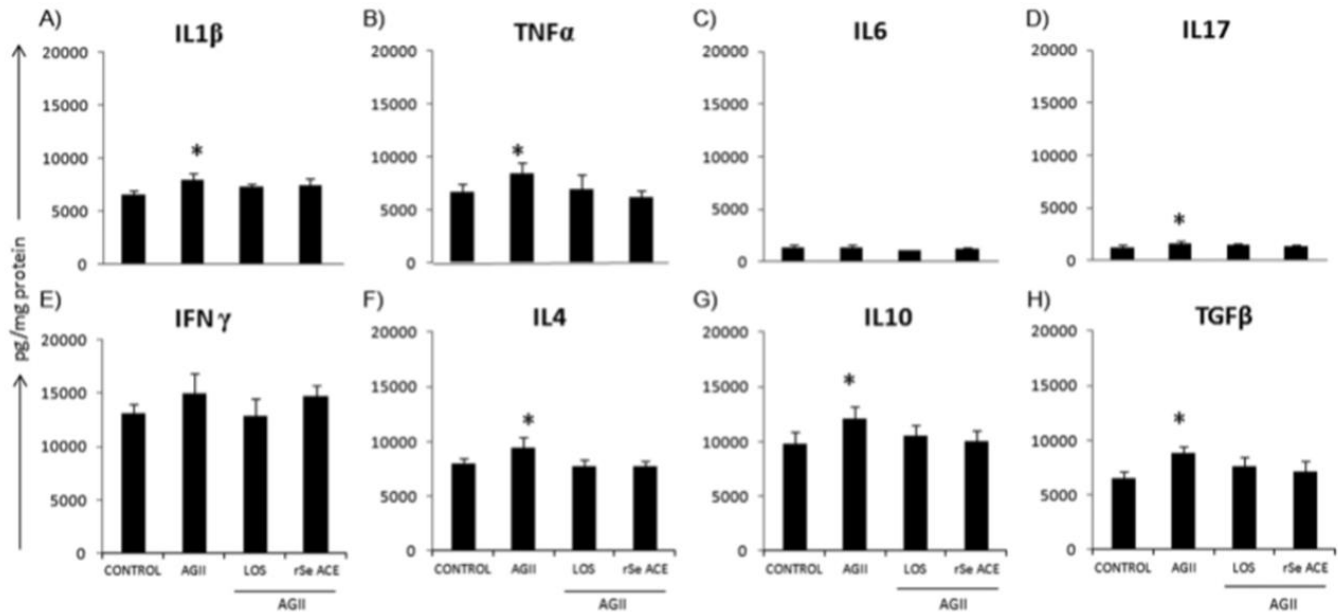 A)
IL1β
20000
15000
10000
5000
0
*
B)
TNFα
20000
15000
10000
5000
0
*
C)
IL6
20000
15000
10000
5000
0
D)
IL17
20000
15000
10000
5000
0
*
pg/mg protein
E)
IFN γ
20000
15000
10000
5000
0
CONTROL AGII LOS rSe ACE
AGII
F)
IL4
20000
15000
10000
5000
0
*
CONTROL AGII LOS rSe ACE
AGII
G)
IL10
20000
15000
10000
5000
0
*
CONTROL AGII LOS rSe ACE
AGII
H)
TGFβ
20000
15000
10000
5000
0
*
CONTROL AGII LOS rSe ACE
AGII